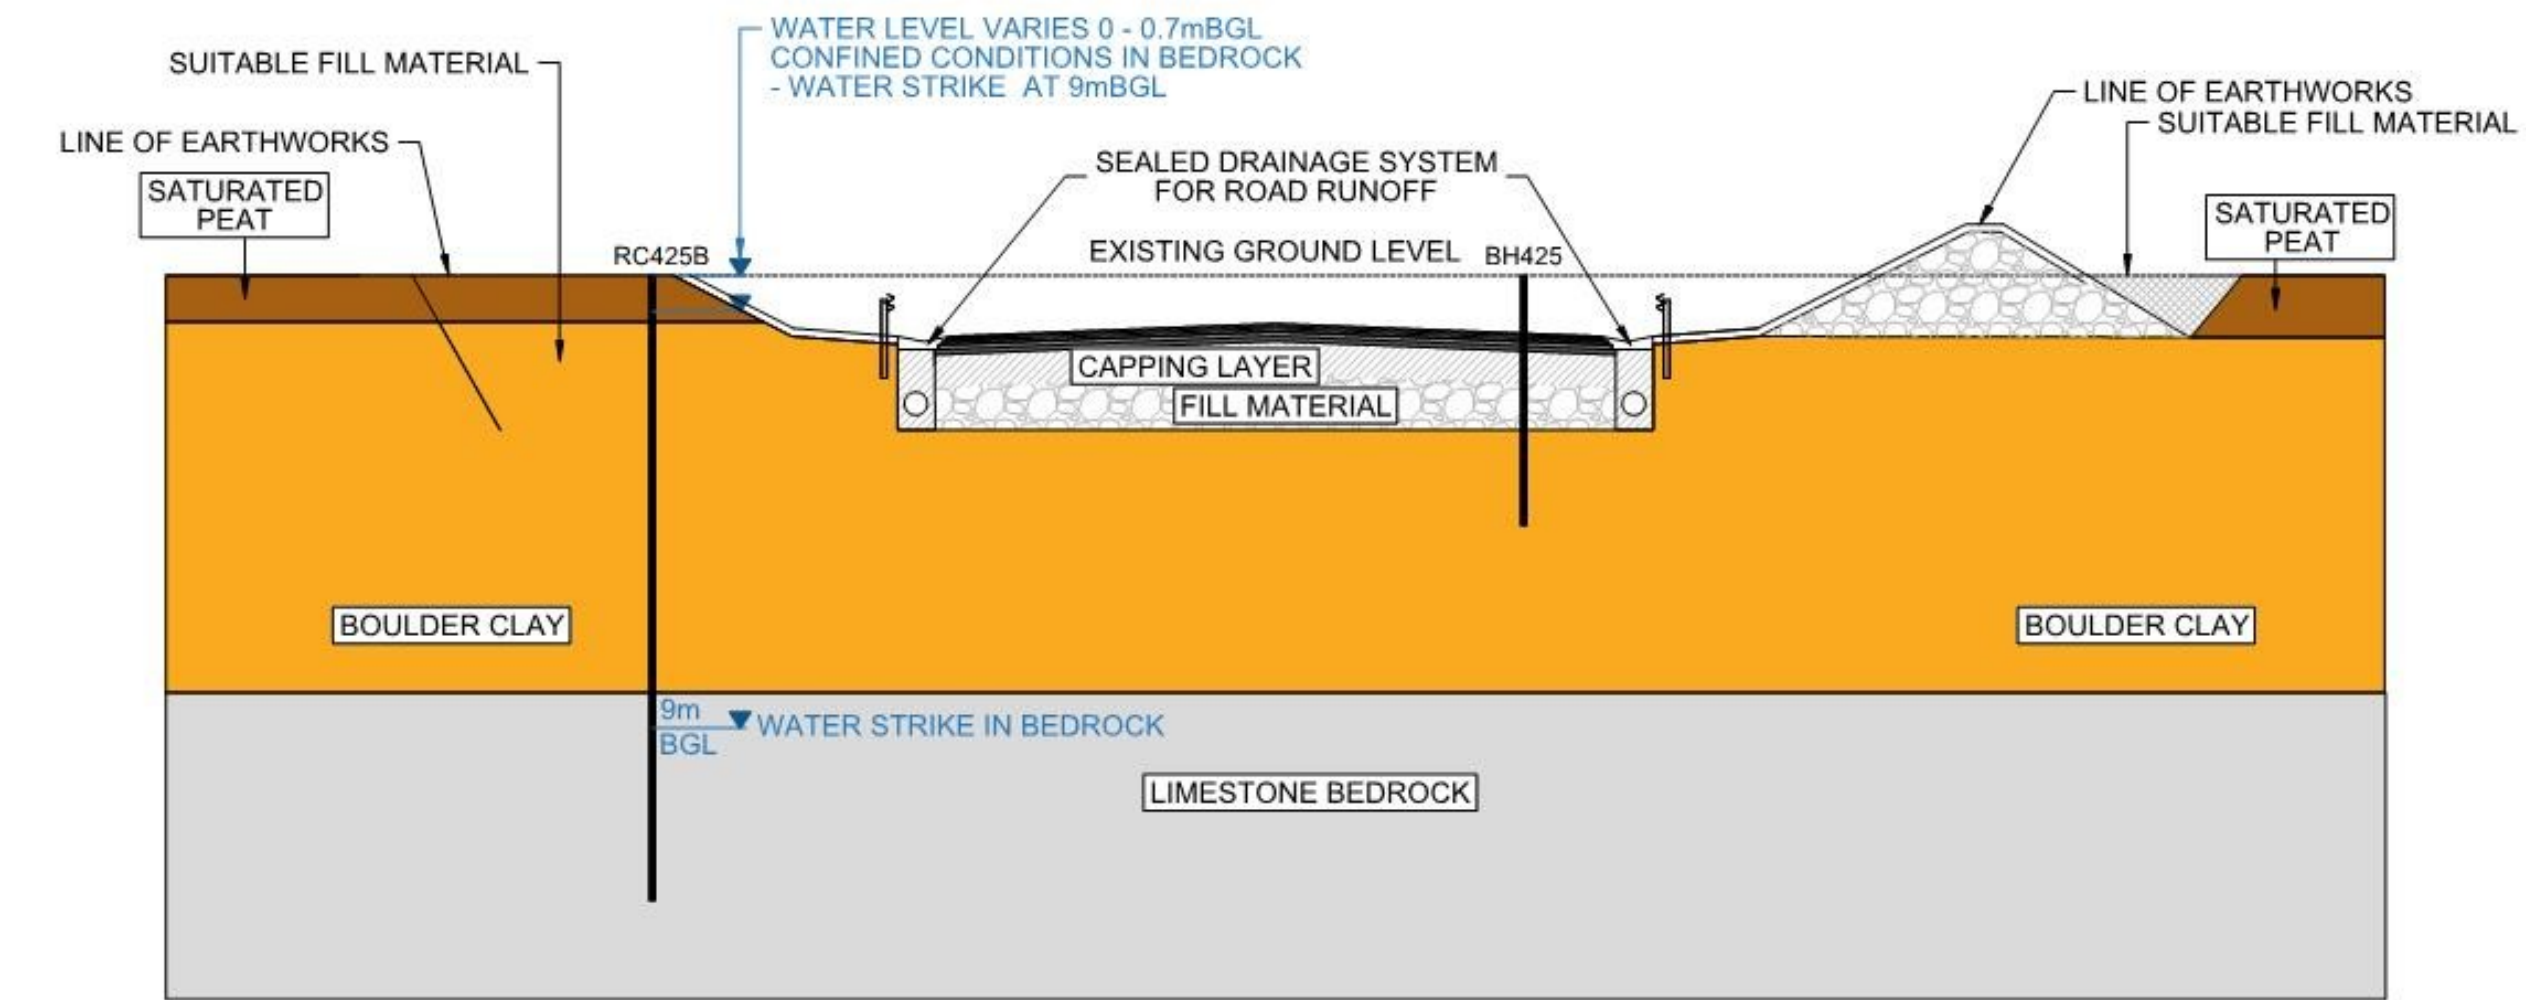 WATER LEVEL VARIES 0 - 0.7mBGL
CONFINED CONDITIONS IN BEDROCK
- WATER STRIKE AT 9mBGL
SUITABLE FILL MATERIAL
LINE OF EARTHWORKS
SATURATED
PEAT
RC425B
SEALED DRAINAGE SYSTEM
FOR ROAD RUNOFF
EXISTING GROUND LEVEL
BH425
LINE OF EARTHWORKS
SUITABLE FILL MATERIAL
SATURATED
PEAT
CAPPING LAYER
FILL MATERIAL
BOULDER CLAY
BOULDER CLAY
9m
BGL
WATER STRIKE IN BEDROCK
LIMESTONE BEDROCK